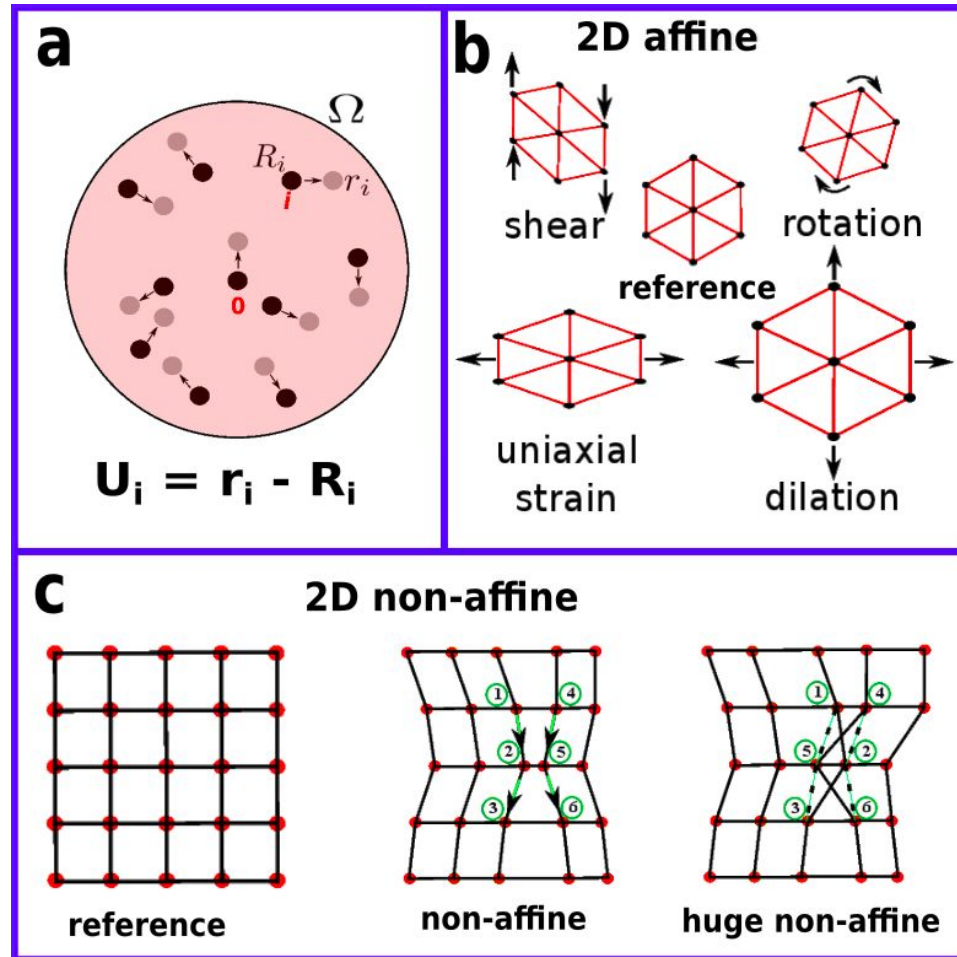 a
Ω
R_i
r_i
i
0
U_i = r_i - R_i
b
2D affine
shear
rotation
reference
uniaxial
strain
dilation
c
2D non-affine
1
4
2
5
3
6
1
4
5
2
3
6
reference
non-affine
huge non-affine